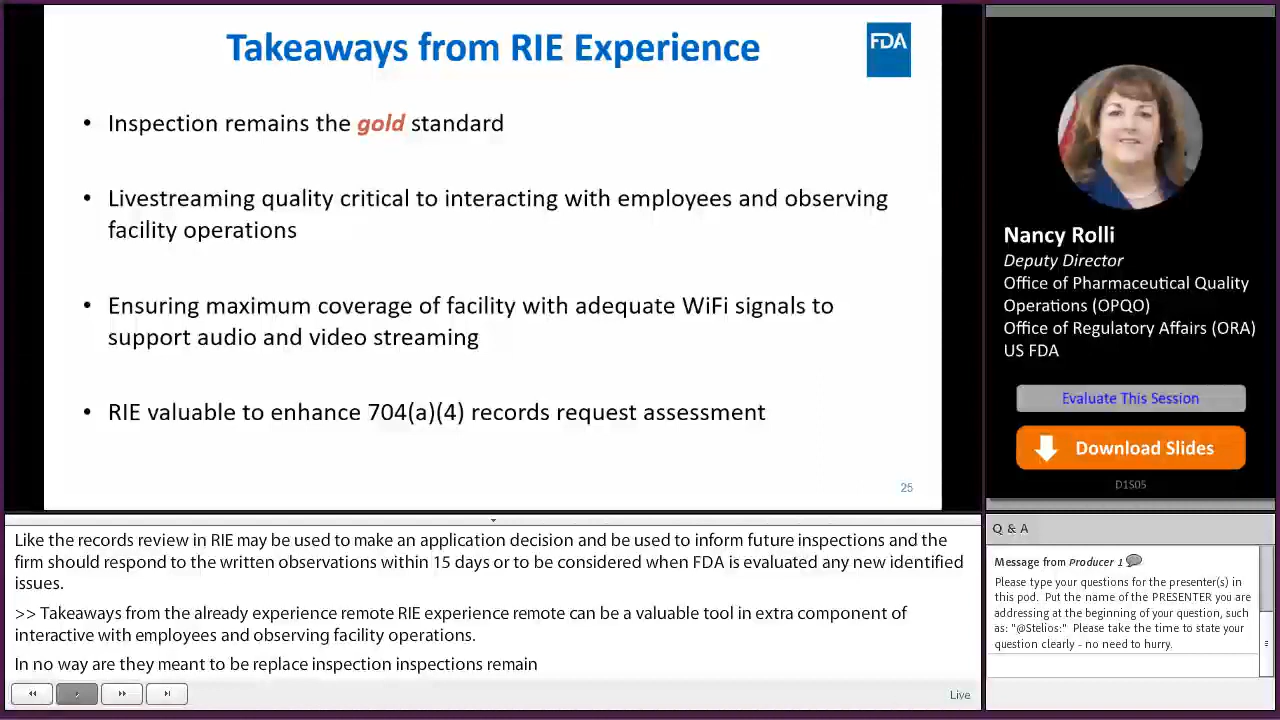 Takeaways from RIE Experience
FDA
• Inspection remains the gold standard
• Livestreaming quality critical to interacting with employees and observing
facility operations
• Ensuring maximum coverage of facility with adequate WiFi signals to
support audio and video streaming
• RIE valuable to enhance 704(a)(4) records request assessment
25
Nancy Rolli
Deputy Director
Office of Pharmaceutical Quality
Operations (OPQO)
Office of Regulatory Affairs (ORA)
US FDA
Evaluate This Session
Download Slides
D1S05
Like the records review in RIE may be used to make an application decision and be used to inform future inspections and the
firm should respond to the written observations within 15 days or to be considered when FDA is evaluated any new identified
issues.
>> Takeaways from the already experience remote RIE experience remote can be a valuable tool in extra component of
interactive with employees and observing facility operations.
In no way are they meant to be replace inspection inspections remain
Live
Q & A
Message from Producer 1
Please type your questions for the presenter(s) in
this pod. Put the name of the PRESENTER you are
addressing at the beginning of your question, such
as: "@Stelios:" Please take the time to state your
question clearly - no need to hurry.